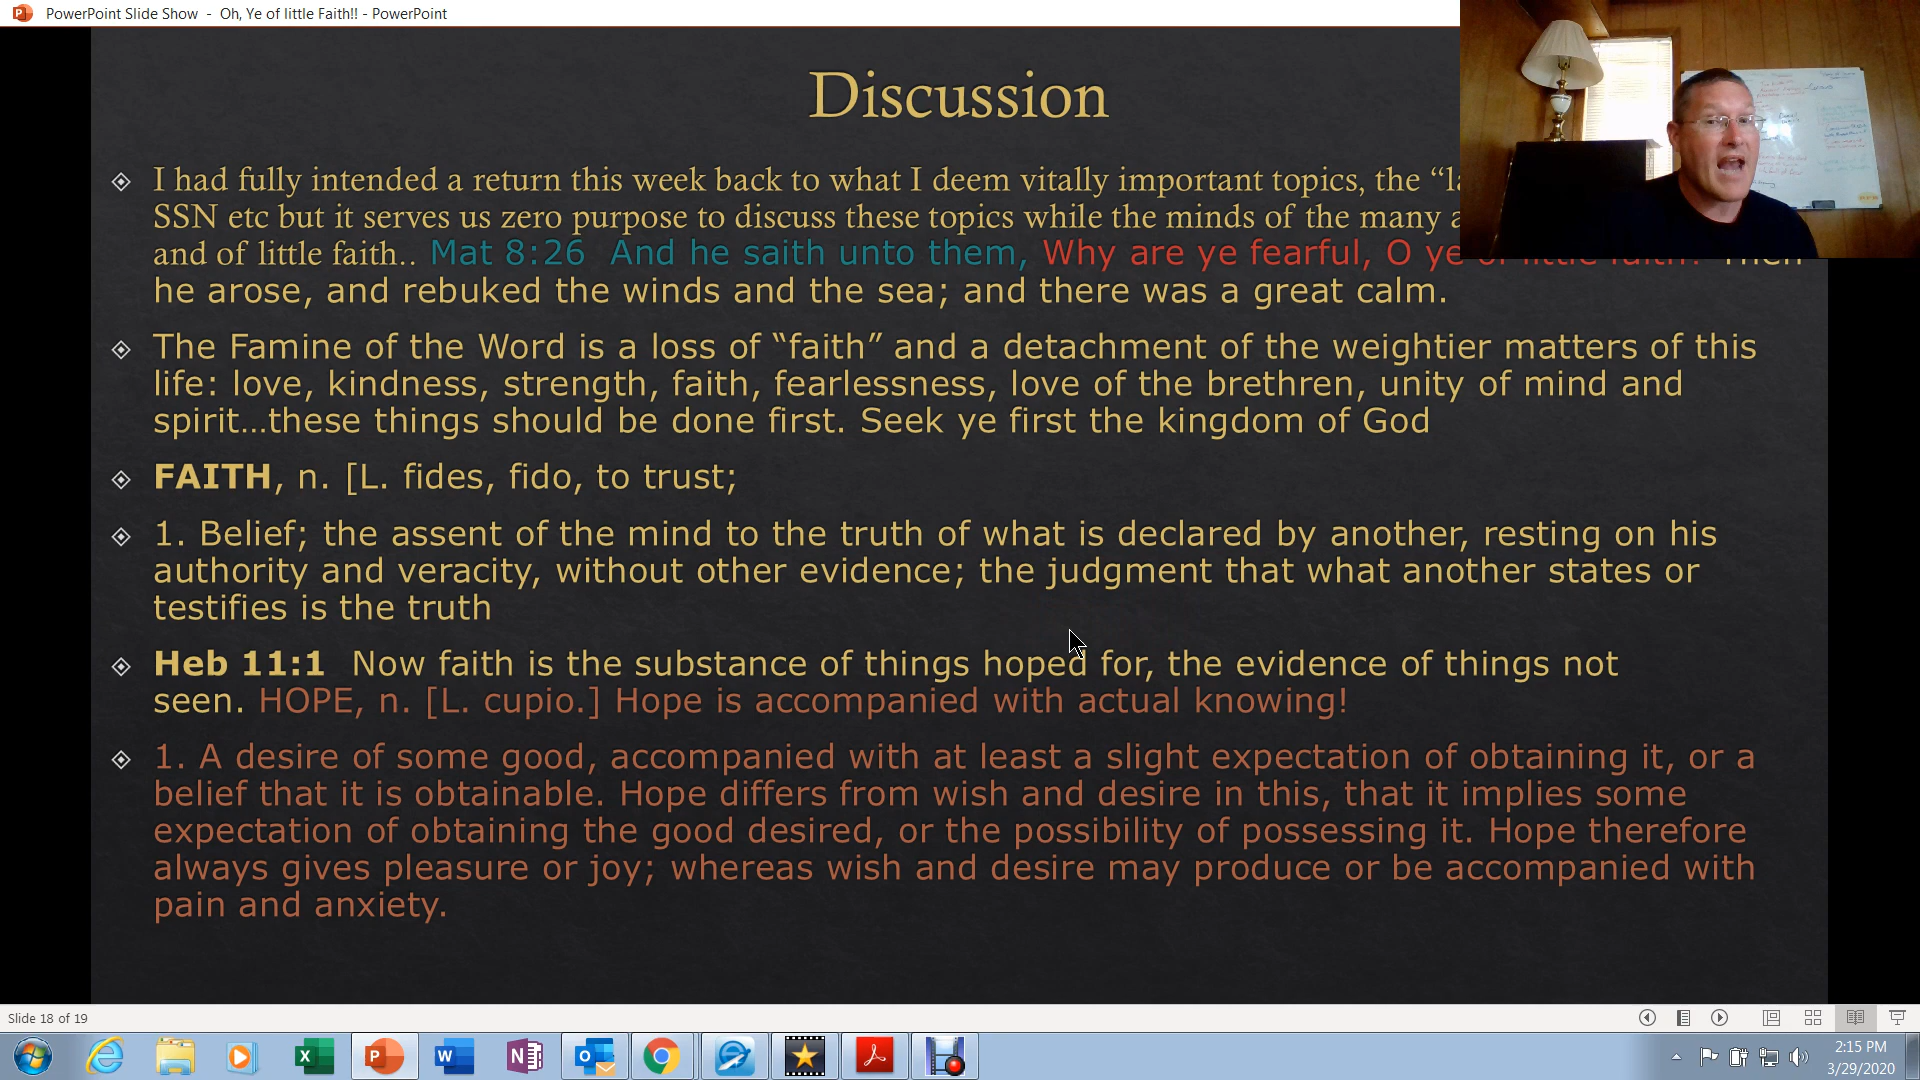 PowerPoint Slide Show - Oh, Ye of little Faith!! - PowerPoint
Discussion
I had fully intended a return this week back to what I deem vitally important topics, the “la
SSN etc but it serves us zero purpose to discuss these topics while the minds of the many a
and of little faith.. Mat 8:26 And he saith unto them, Why are ye fearful, O ye of little faith? Then
he arose, and rebuked the winds and the sea; and there was a great calm.
The Famine of the Word is a loss of “faith” and a detachment of the weightier matters of this
life: love, kindness, strength, faith, fearlessness, love of the brethren, unity of mind and
spirit...these things should be done first. Seek ye first the kingdom of God
FAITH, n. [L. fides, fido, to trust;
1. Belief; the assent of the mind to the truth of what is declared by another, resting on his
authority and veracity, without other evidence; the judgment that what another states or
testifies is the truth
Heb 11:1 Now faith is the substance of things hoped for, the evidence of things not
seen. HOPE, n. [L. cupio.] Hope is accompanied with actual knowing!
1. A desire of some good, accompanied with at least a slight expectation of obtaining it, or a
belief that it is obtainable. Hope differs from wish and desire in this, that it implies some
expectation of obtaining the good desired, or the possibility of possessing it. Hope therefore
always gives pleasure or joy; whereas wish and desire may produce or be accompanied with
pain and anxiety.
Slide 18 of 19
2:15 PM
3/29/2020